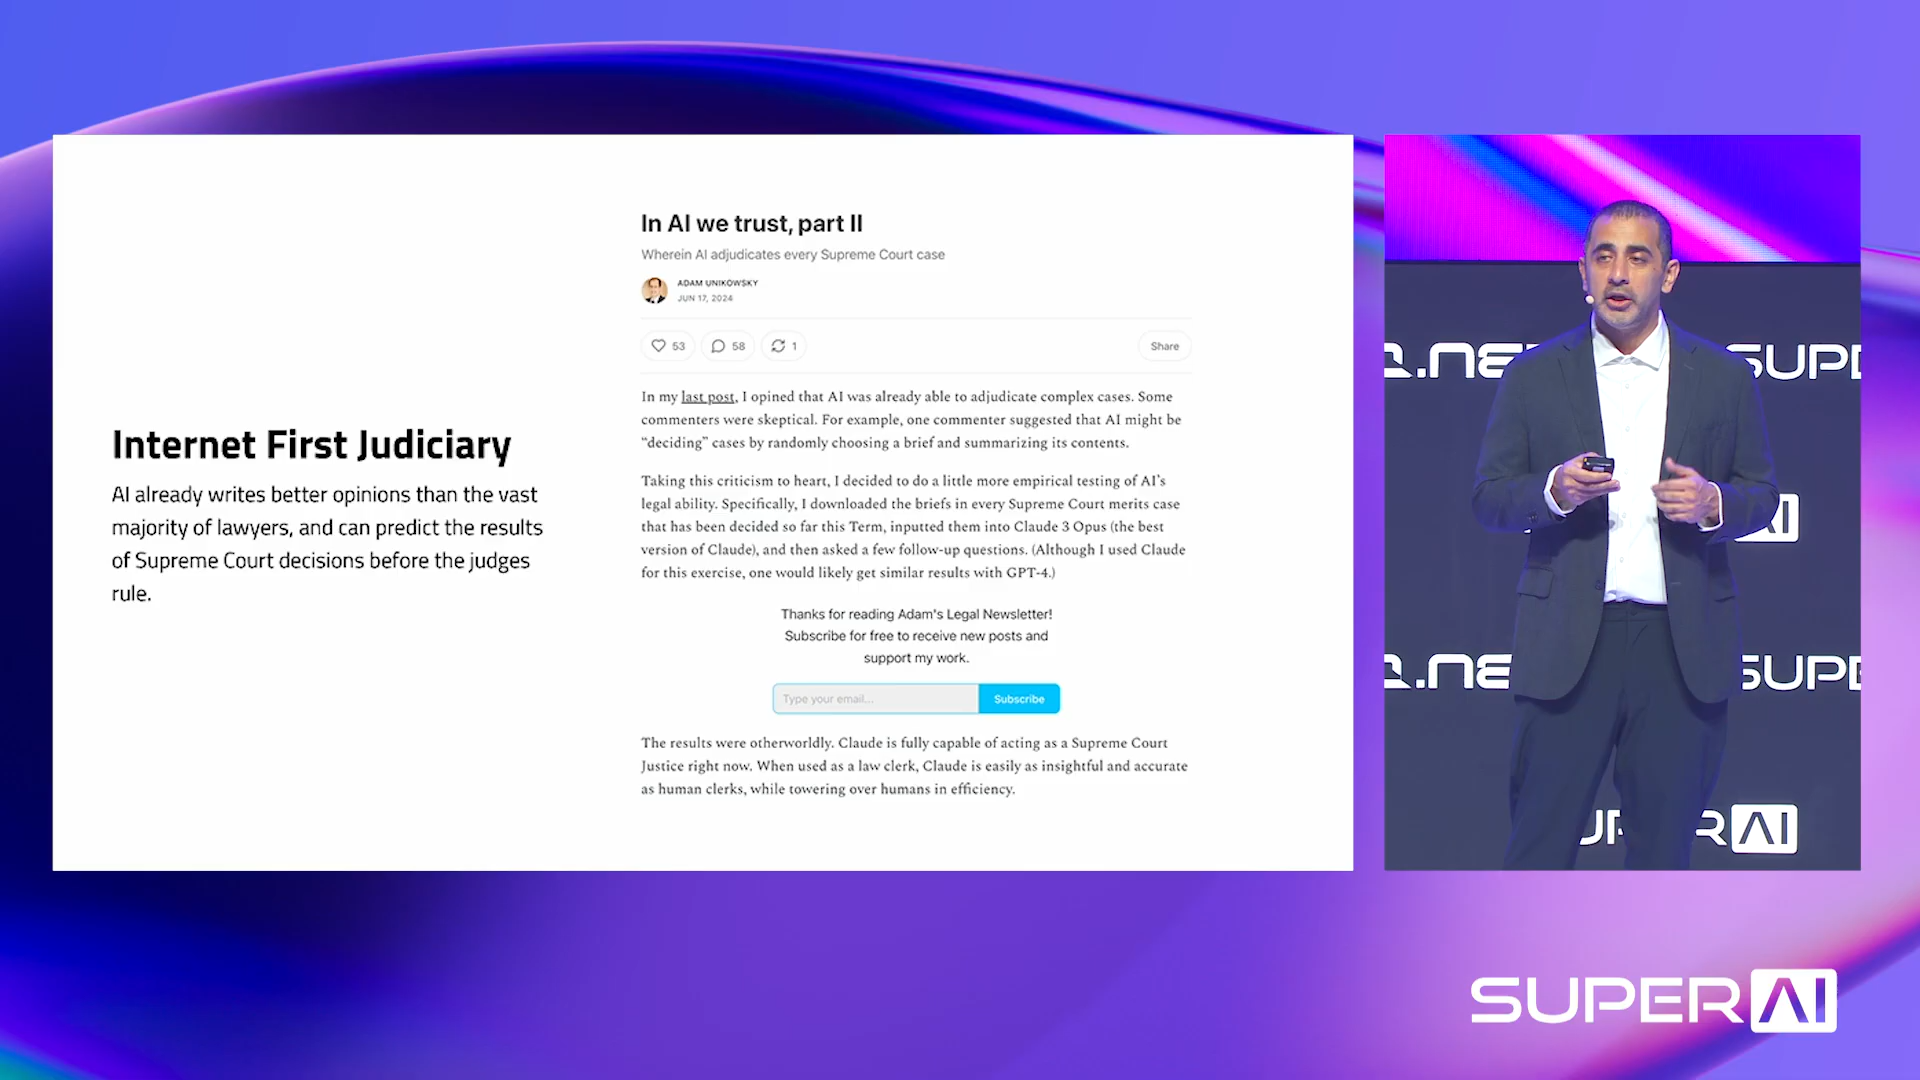 In AI we trust, part II
Wherein AI adjudicates every Supreme Court case
ADAM UNIKOWSKY
JUN 17, 2024
53
58
1
Share
In my last post, I opined that AI was already able to adjudicate complex cases. Some
commenters were skeptical. For example, one commenter suggested that AI might be
“deciding” cases by randomly choosing a brief and summarizing its contents.
Internet First Judiciary
AI already writes better opinions than the vast
majority of lawyers, and can predict the results
of Supreme Court decisions before the judges
rule.
Taking this criticism to heart, I decided to do a little more empirical testing of AI’s
legal ability. Specifically, I downloaded the briefs in every Supreme Court merits case
that has been decided so far this Term, inputted them into Claude 3 Opus (the best
version of Claude), and then asked a few follow-up questions. (Although I used Claude
for this exercise, one would likely get similar results with GPT-4.)
Thanks for reading Adam's Legal Newsletter!
Subscribe for free to receive new posts and
support my work.
Type your email...
Subscribe
The results were otherworldly. Claude is fully capable of acting as a Supreme Court
Justice right now. When used as a law clerk, Claude is easily as insightful and accurate
as human clerks, while towering over humans in efficiency.
SUPER AI